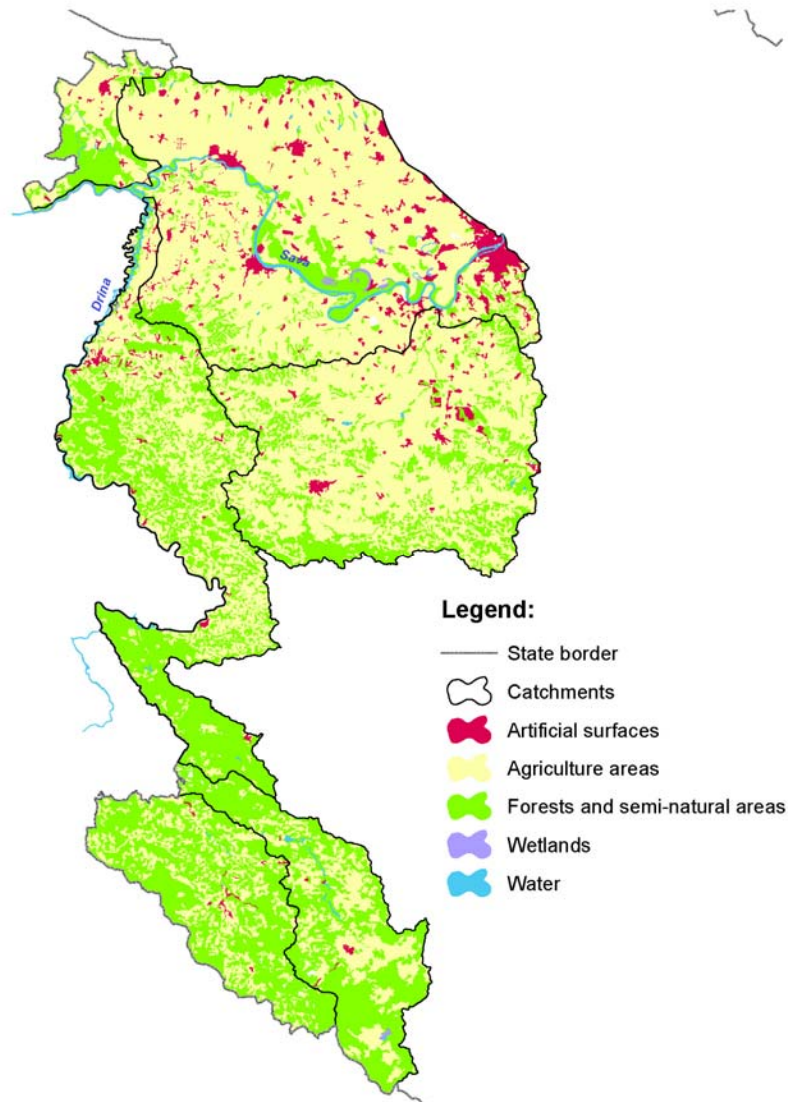 Sava
Drina
Legend:
State border
Catchments
Artificial surfaces
Agriculture areas
Forests and semi-natural areas
Wetlands
Water